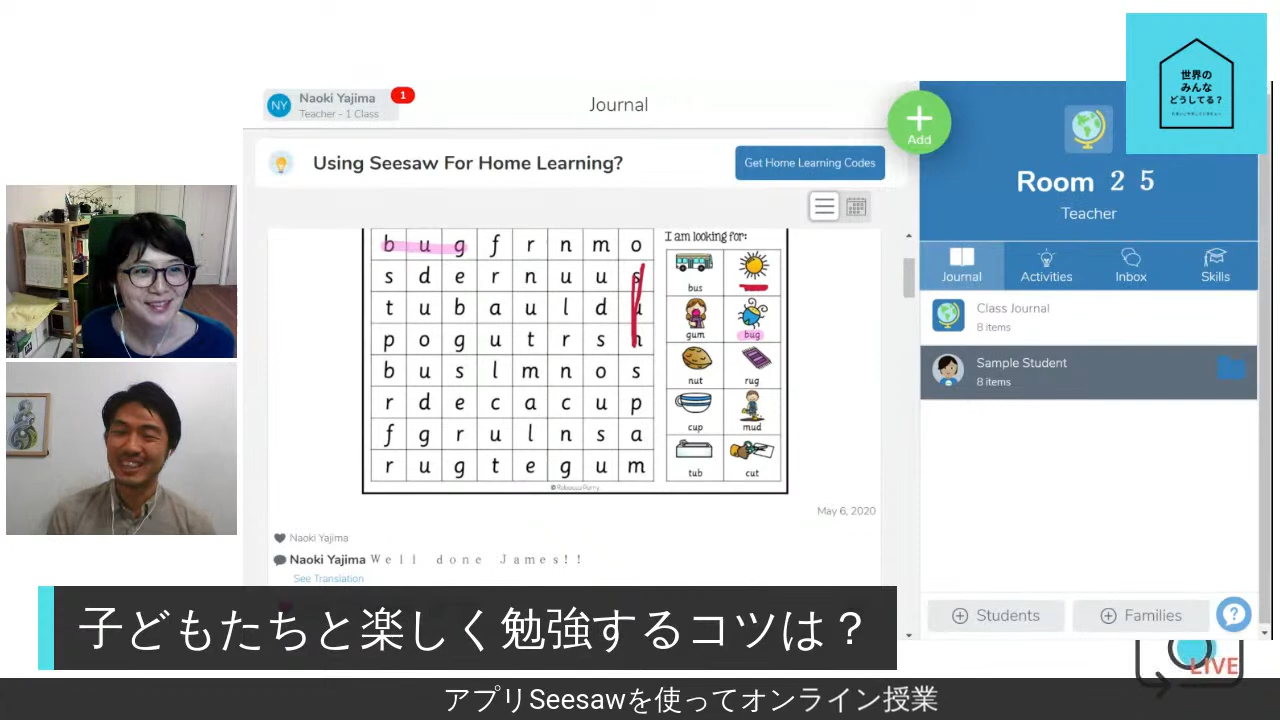 NY
Naoki Yajima
Teacher - 1 Class
1
Journal
Add
Using Seesaw For Home Learning?
Get Home Learning Codes
b u g f r n m o
s d e r n u u s
t u b a u l d u
p o g u t r s n
b u s l m n o s
r d e c a c u p
f g r u l n s a
r u g t e g u m
I am looking for:
bus
gum bug
nut rug
cup mud
tub cut
May 6, 2020
Naoki Yajima
Naoki Yajima Well done James!!
See Translation
世界の
みんな
どうしてる？
Room 25
Teacher
Journal Activities Inbox Skills
Class Journal
8 items
Sample Student
8 items
Students Families ?
子どもたちと楽しく勉強するコツは？
LIVE
アプリSeesawを使ってオンライン授業